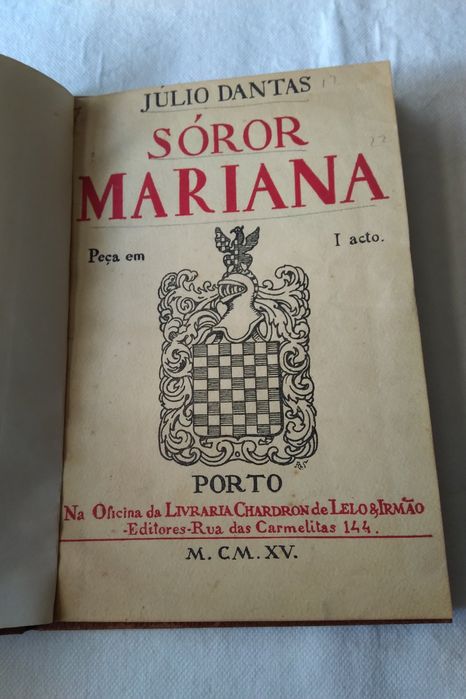 JÚLIO DANTAS
SÓROR
MARIANA
Peça em I acto.
PORTO
Na Oficina da LIVRARIA CHARDRON de LELO & IRMÃO
-Editores-Rua das Carmelitas 144.
M. CM. XV.